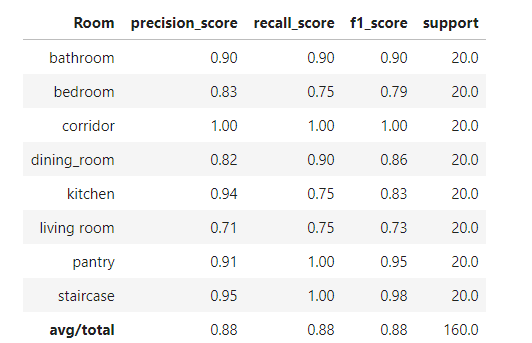 Room precision_score recall_score f1_score support
bathroom 0.90 0.90 0.90 20.0
bedroom 0.83 0.75 0.79 20.0
corridor 1.00 1.00 1.00 20.0
dining_room 0.82 0.90 0.86 20.0
kitchen 0.94 0.75 0.83 20.0
living room 0.71 0.75 0.73 20.0
pantry 0.91 1.00 0.95 20.0
staircase 0.95 1.00 0.98 20.0
avg/total 0.88 0.88 0.88 160.0